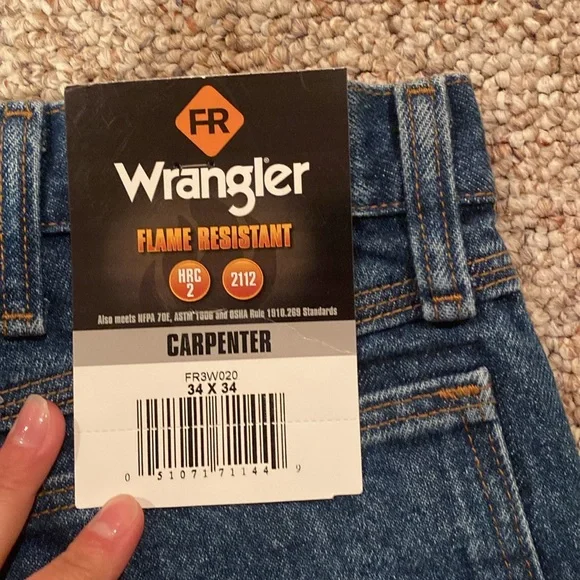 FR
Wrangler
FLAME RESISTANT
HRC
2
2112
Also meets NFPA 70E, ASTM 1506 and OSHA Rule 1910.269 Standards
CARPENTER
FR3W020
34 X 34
0 51071 71144 9